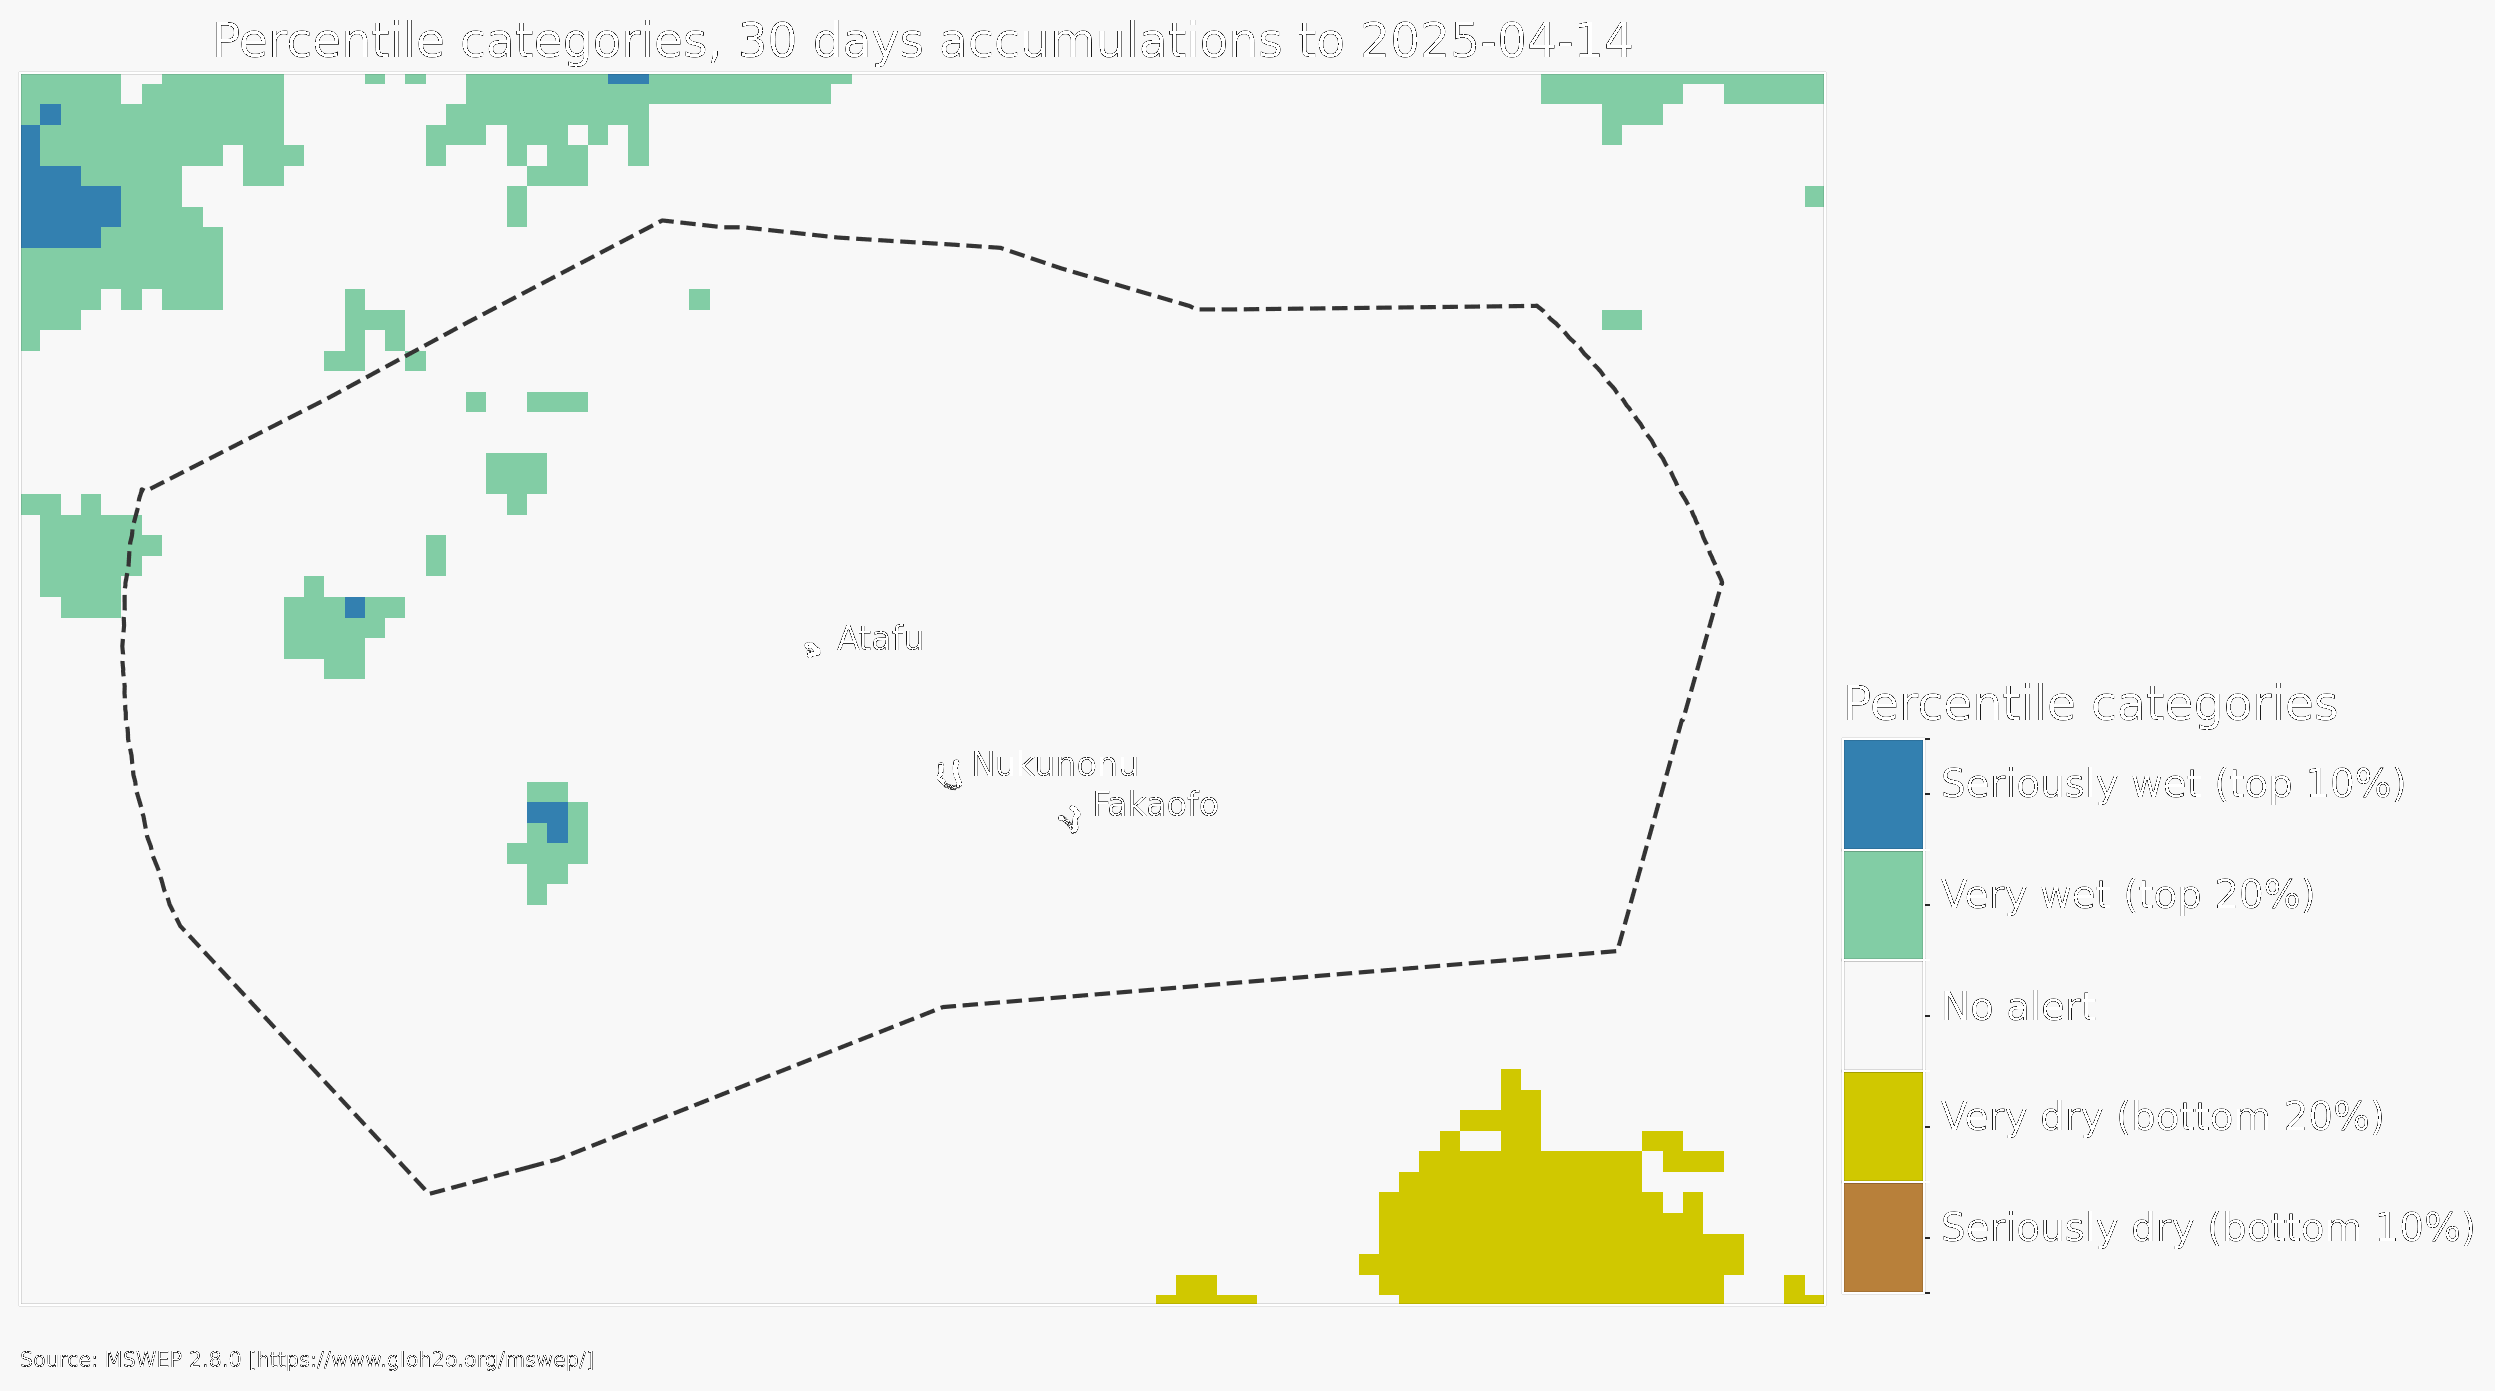 Percentile categories, 30 days accumulations to 2025-04-14
Atafu
Nukunonu
Fakaofo
Percentile categories
Seriously wet (top 10%)
Very wet (top 20%)
No alert
Very dry (bottom 20%)
Seriously dry (bottom 10%)
Source: MSWEP 2.8.0 [https://www.gloh2o.org/mswep/]